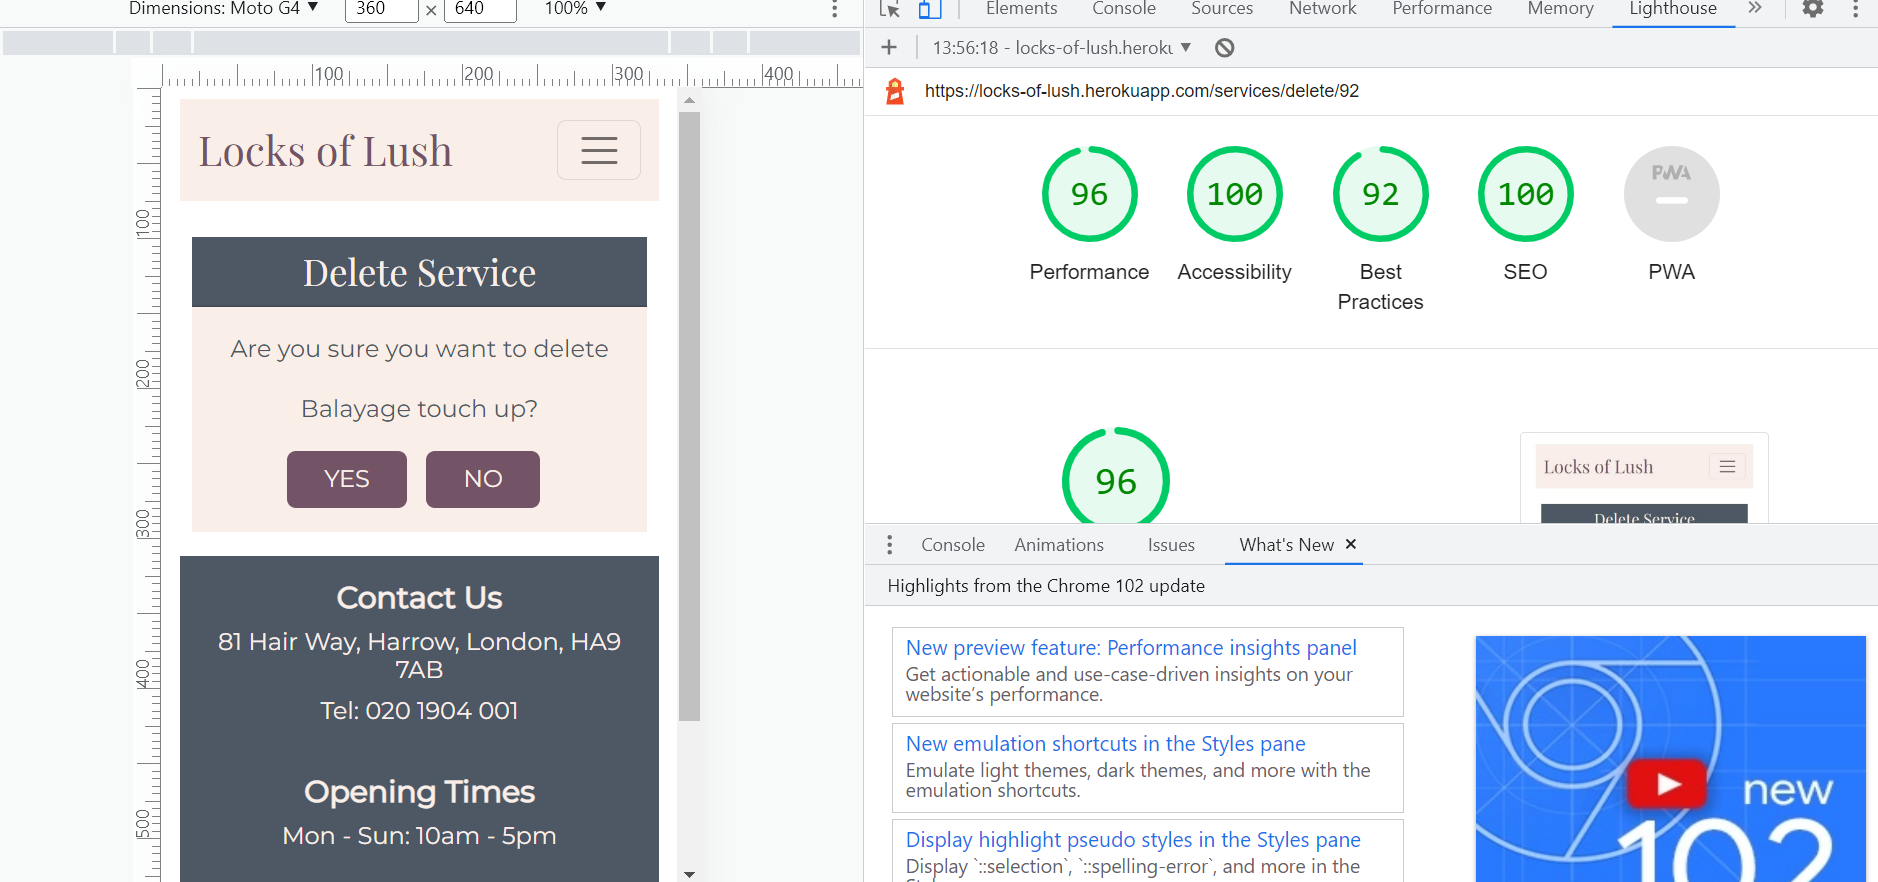 Dimensions: Moto G4 ▼ 360 × 640 100% ▼
Elements Console Sources Network Performance Memory Lighthouse »
+ 13:56:18 - locks-of-lush.heroku ▼
https://locks-of-lush.herokuapp.com/services/delete/92
100 200 300 400
100
200
300
400
500
Locks of Lush
Delete Service
Are you sure you want to delete
Balayage touch up?
YES NO
Contact Us
81 Hair Way, Harrow, London, HA9
7AB
Tel: 020 1904 001
Opening Times
Mon - Sun: 10am - 5pm
96 100 92 100 PWA
Performance Accessibility Best Practices SEO PWA
96
Locks of Lush
Delete Service
Console Animations Issues What's New ×
Highlights from the Chrome 102 update
New preview feature: Performance insights panel
Get actionable and use-case-driven insights on your
website's performance.
New emulation shortcuts in the Styles pane
Emulate light themes, dark themes, and more with the
emulation shortcuts.
Display highlight pseudo styles in the Styles pane
Display `::selection`, `::spelling-error`, and more in the
new
102